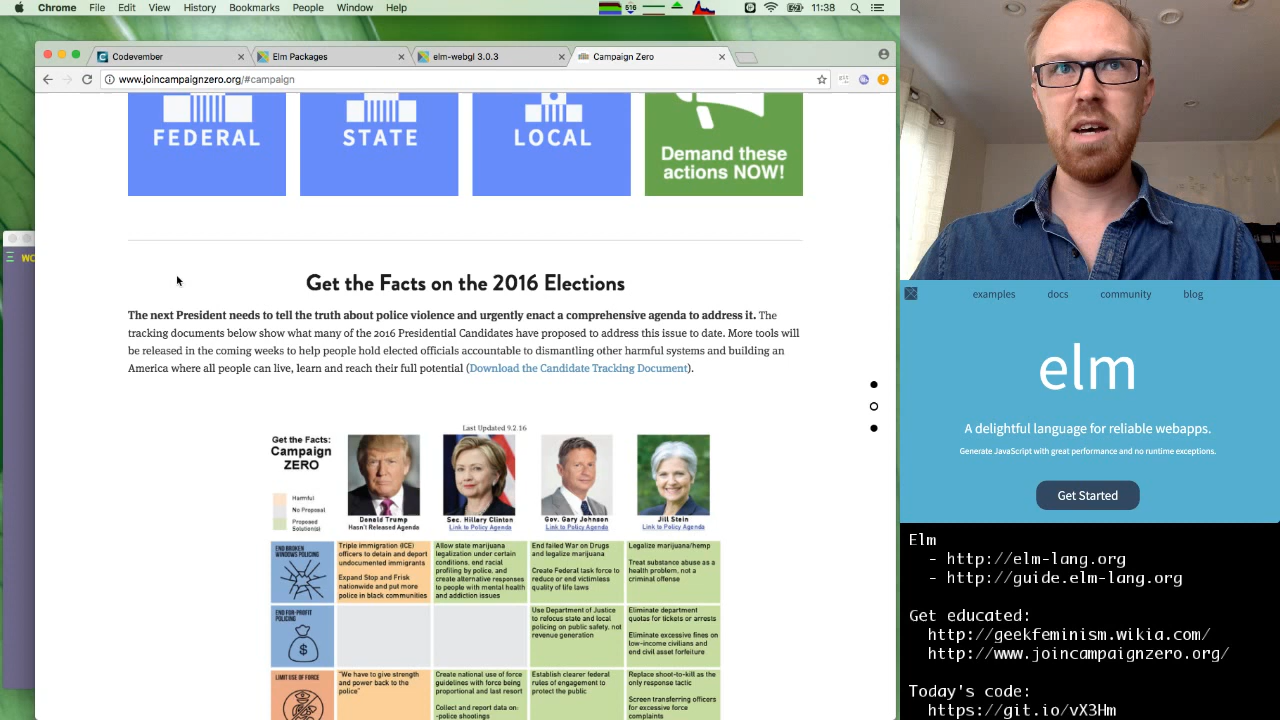 Chrome File Edit View History Bookmarks People Window Help 516 11:38
Codevember Elm Packages elm-webgl 3.0.3 Campaign Zero
www.joincampaignzero.org/#campaign
FEDERAL STATE LOCAL
Demand these
actions NOW!
WO
Get the Facts on the 2016 Elections
The next President needs to tell the truth about police violence and urgently enact a comprehensive agenda to address it. The
tracking documents below show what many of the 2016 Presidential Candidates have proposed to address this issue to date. More tools will
be released in the coming weeks to help people hold elected officials accountable to dismantling other harmful systems and building an
America where all people can live, learn and reach their full potential (Download the Candidate Tracking Document).
Last Updated 9.2.16
Get the Facts:
Campaign
ZERO
Harmful
No Proposal
Proposed
Solution(s)
Donald Trump
Hasn't Released Agenda
Sec. Hillary Clinton
Link to Policy Agenda
Gov. Gary Johnson
Link to Policy Agenda
Jill Stein
Link to Policy Agenda
END BROKEN
WINDOWS POLICING
Triple immigration (ICE)
officers to detain and deport
undocumented immigrants
Expand Stop and Frisk
nationwide and put more
police in black communities
Allow state marijuana
legalization under certain
conditions, end racial
profiling by police, and
create alternative responses
to people with mental health
and addiction issues
End failed War on Drugs
and legalize marijuana
Create Federal task force to
reduce or end victimless
quality of life laws
Legalize marijuana/hemp
Treat substance abuse as a
health problem, not a
criminal offense
END FOR-PROFIT
POLICING
Use Department of Justice
to refocus state and local
policing on public safety, not
revenue generation
Eliminate department
quotas for tickets or arrests
Eliminate excessive fines on
low-income civilians and
end civil asset forfeiture
LIMIT USE OF
FORCE
"We have to give strength
and power back to the
police"
Create national use of force
guidelines with force being
proportional and last resort
Collect and report data on:
-police shootings
Establish clearer federal
rules of engagement to
protect the public
Replace shoot-to-kill as the
only response tactic
Screen transferring officers
for excessive force
complaints
examples docs community blog
elm
A delightful language for reliable webapps.
Generate JavaScript with great performance and no runtime exceptions.
Get Started
Elm
- http://elm-lang.org
- http://guide.elm-lang.org
Get educated:
http://geekfeminism.wikia.com/
http://www.joincampaignzero.org/
Today's code:
https://git.io/vX3Hm